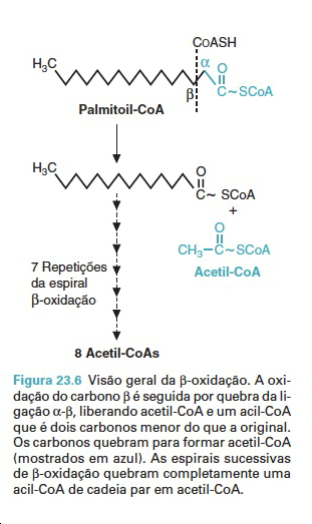 COASH
H₃C
α
O
β
C~SCoA
Palmitoil-CoA
H₃C
O
C~ SCoA
+
O
CH₃–C~SCoA
Acetil-CoA
7 Repetições
da espiral
β-oxidação
8 Acetil-CoAs
Figura 23.6 Visão geral da β-oxidação. A oxi-
dação do carbono β é seguida por quebra da li-
gação α-β, liberando acetil-CoA e um acil-CoA
que é dois carbonos menor do que a original.
Os carbonos quebram para formar acetil-CoA
(mostrados em azul). As espirais sucessivas
de β-oxidação quebram completamente uma
acil-CoA de cadeia par em acetil-CoA.